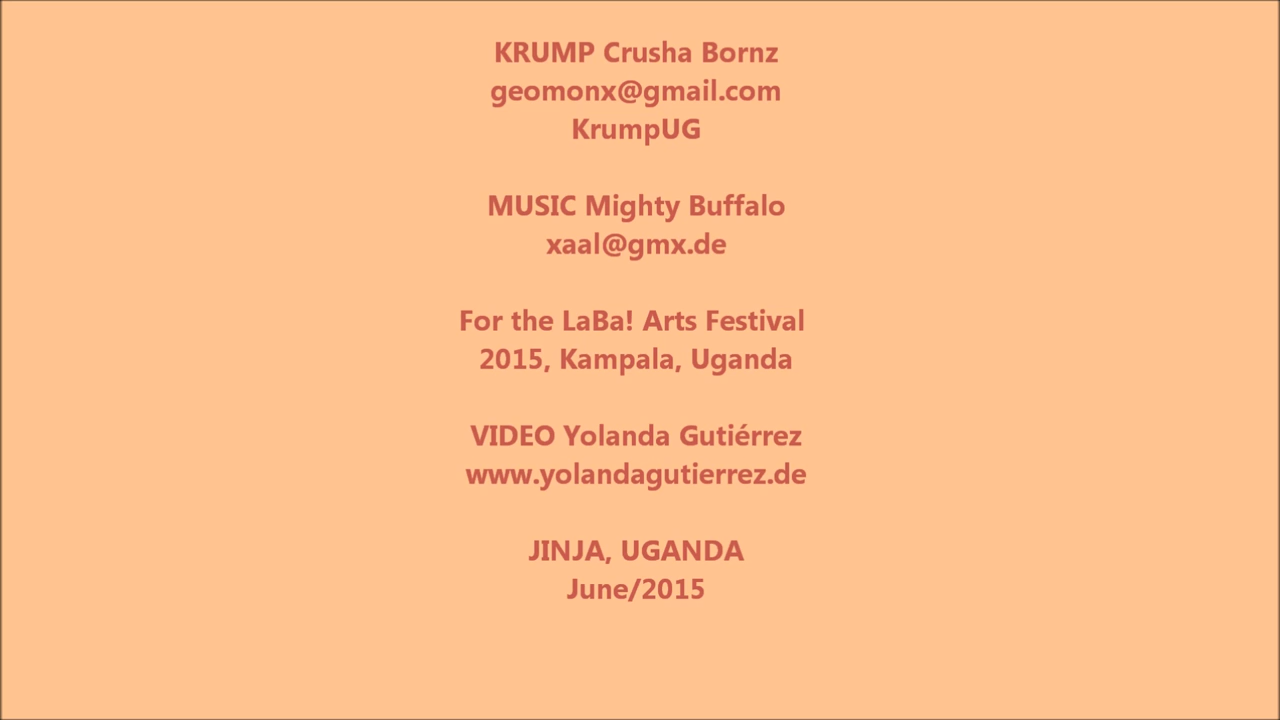 KRUMP Crusha Bornz
geomonx@gmail.com
KrumpUG
MUSIC Mighty Buffalo
xaal@gmx.de
For the LaBa! Arts Festival
2015, Kampala, Uganda
VIDEO Yolanda Gutiérrez
www.yolandagutierrez.de
JINJA, UGANDA
June/2015